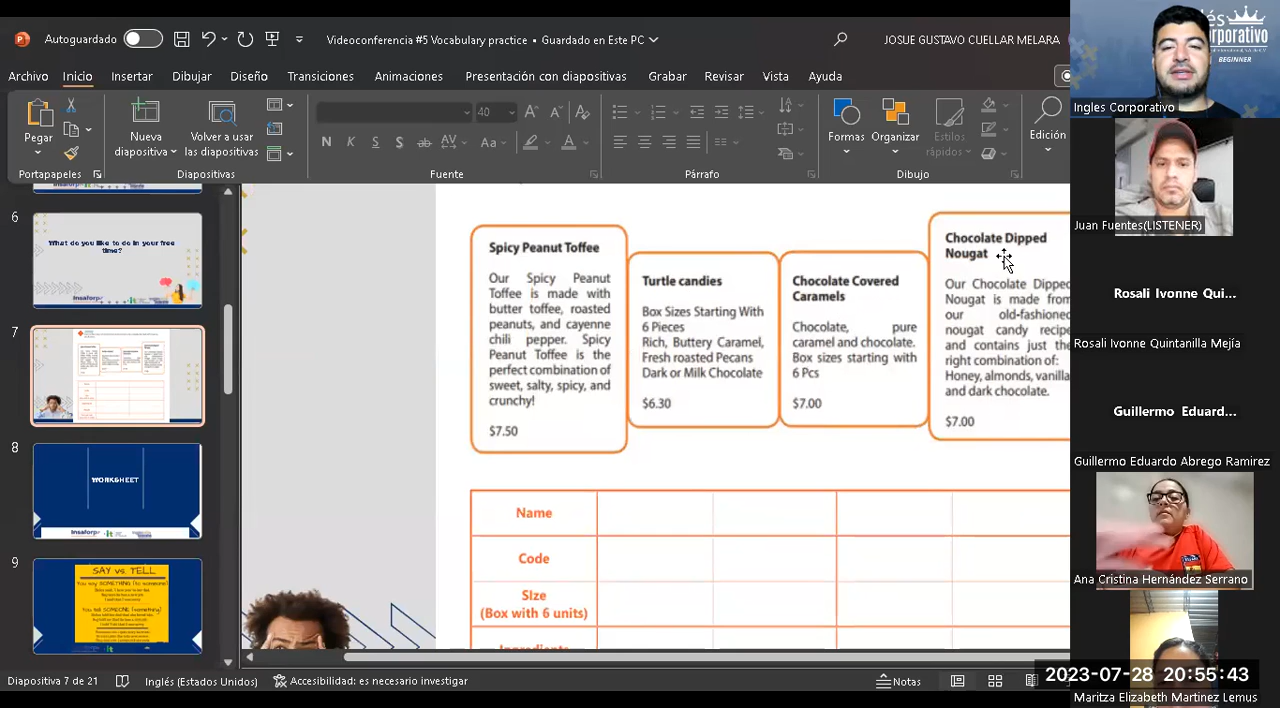 Autoguardado
Videoconferencia #5 Vocabulary practice • Guardado en Este PC
JOSUE GUSTAVO CUELLAR MELARA
Archivo
Inicio
Insertar
Dibujar
Diseño
Transiciones
Animaciones
Presentación con diapositivas
Grabar
Revisar
Vista
Ayuda
Pegar
Nueva
diapositiva
Volver a usar
las diapositivas
40
N K S ab AV Aa
Formas
Organizar
Estilos
rápidos
Edición
Portapapeles
Diapositivas
Fuente
Párrafo
Dibujo
6
What do you like to do in your free
time?
7
8
WORKSHEET
9
SAY vs. TELL
Spicy Peanut Toffee
Our Spicy Peanut
Toffee is made with
butter toffee, roasted
peanuts, and cayenne
chili pepper. Spicy
Peanut Toffee is the
perfect combination of
sweet, salty, spicy, and
crunchy!
$7.50
Turtle candies
Box Sizes Starting With
6 Pieces
Rich, Buttery Caramel,
Fresh roasted Pecans
Dark or Milk Chocolate
$6.30
Chocolate Covered
Caramels
Chocolate, pure
caramel and chocolate.
Box sizes starting with
6 Pcs
$7.00
Chocolate Dipped
Nougat
Our Chocolate Dipped
Nougat is made from
our old-fashioned
nougat candy recipe
and contains just the
right combination of:
Honey, almonds, vanilla
and dark chocolate.
$7.00
Name
Code
SIze
(Box with 6 units)
Ingredients
Diapositiva 7 de 21
Inglés (Estados Unidos)
Accesibilidad: es necesario investigar
Notas
Corporativo
BEGINNER
Ingles Corporativo
Juan Fuentes(LISTENER)
Rosali Ivonne Qui...
Rosali Ivonne Quintanilla Mejía
Guillermo Eduard...
Guillermo Eduardo Abrego Ramirez
Ana Cristina Hernández Serrano
2023-07-28 20:55:43
Maritza Elizabeth Martinez Lemus